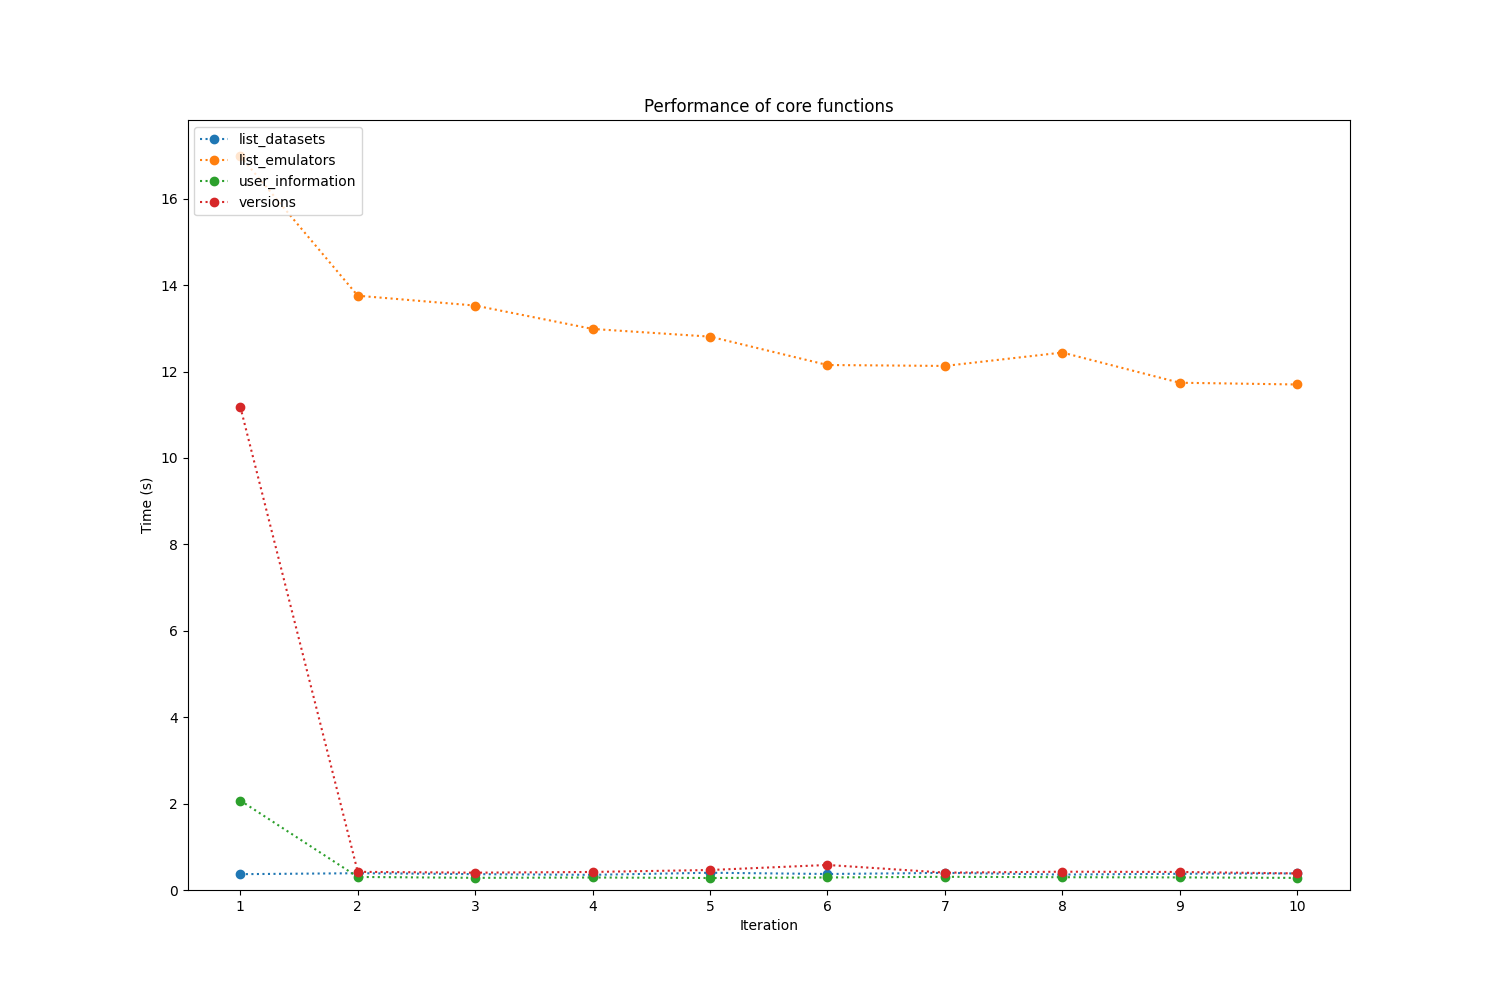 Performance of core functions
list_datasets
list_emulators
user_information
versions
16
14
12
10
8
6
4
2
0
Time (s)
1 2 3 4 5 6 7 8 9 10
Iteration